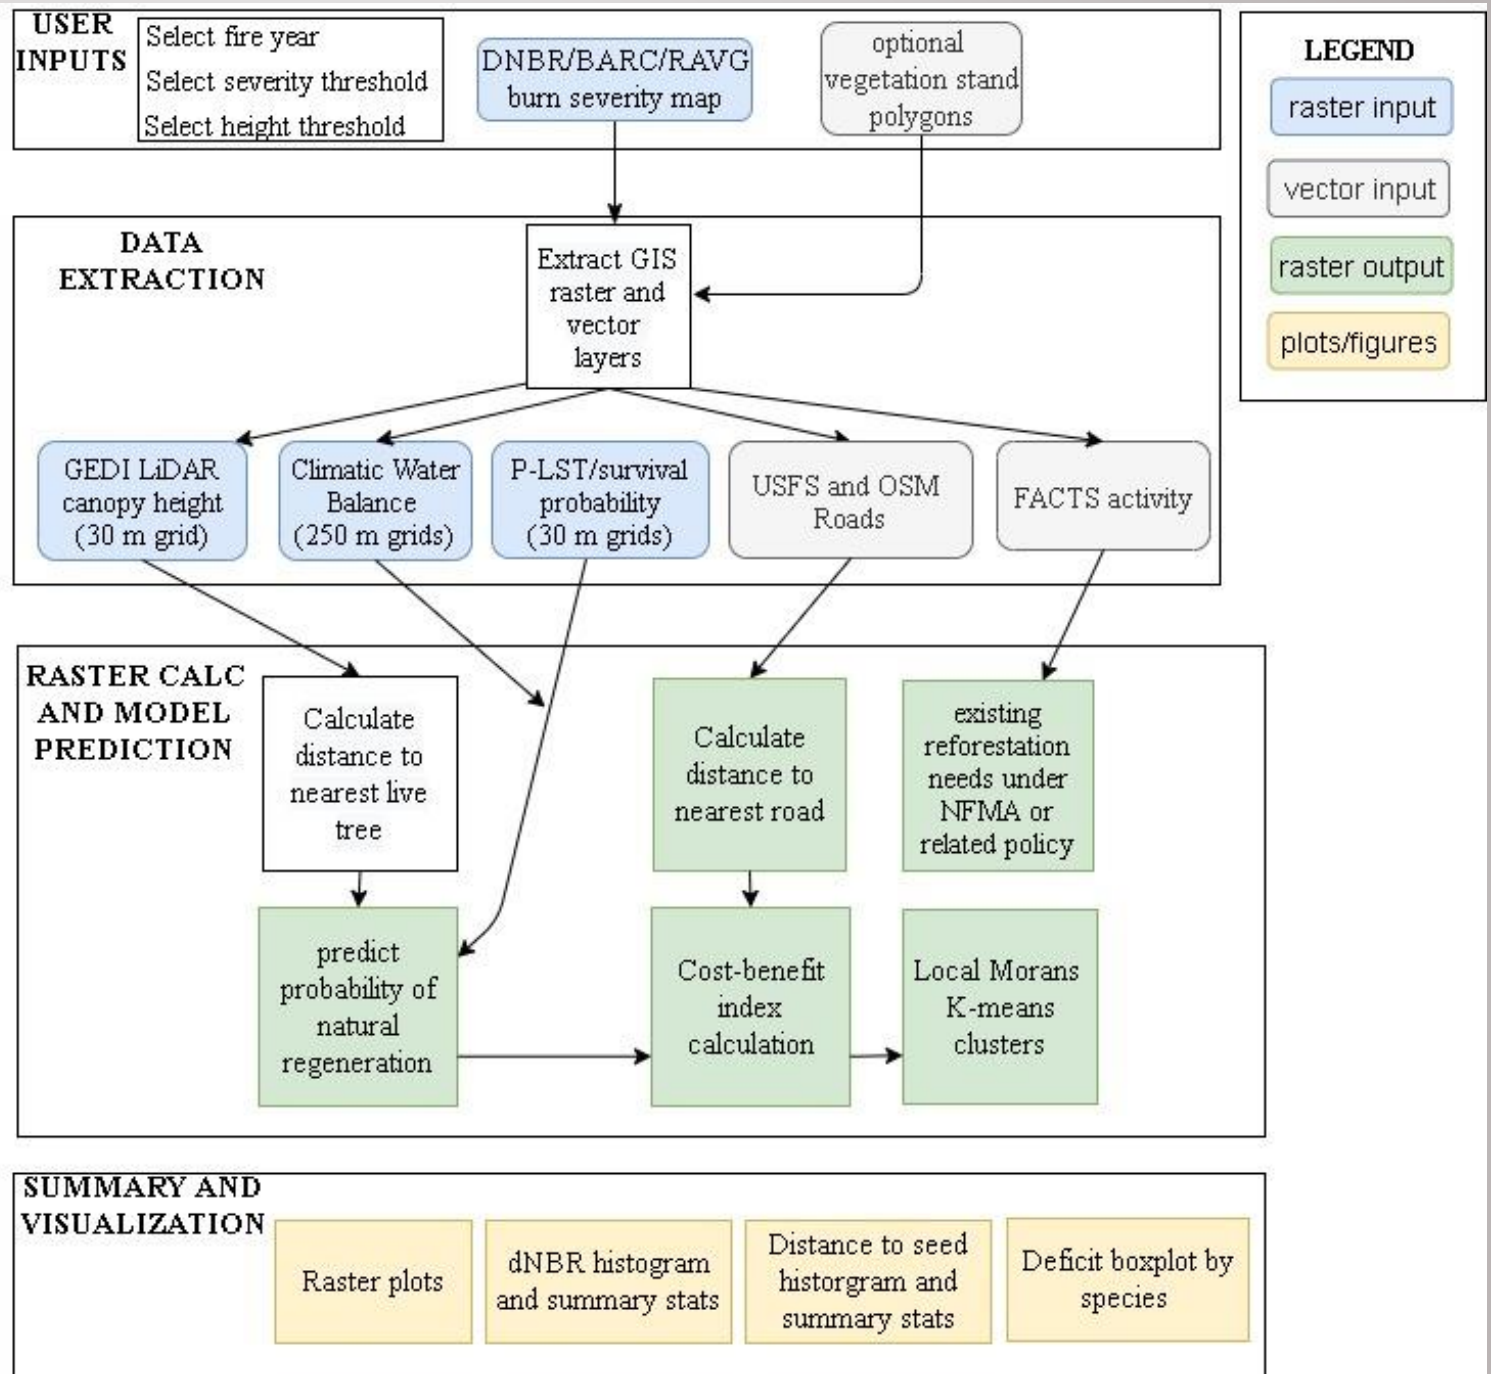 USER
INPUTS
Select fire year
Select severity threshold
Select height threshold
DNBR/BARC/RAVG
burn severity map
optional
vegetation stand
polygons
LEGEND
raster input
vector input
raster output
plots/figures
DATA
EXTRACTION
Extract GIS
raster and
vector
layers
GEDI LiDAR
canopy height
(30 m grid)
Climatic Water
Balance
(250 m grids)
P-LST/survival
probability
(30 m grids)
USFS and OSM
Roads
FACTS activity
RASTER CALC
AND MODEL
PREDICTION
Calculate
distance to
nearest live
tree
Calculate
distance to
nearest road
existing
reforestation
needs under
NFMA or
related policy
predict
probability of
natural
regeneration
Cost-benefit
index
calculation
Local Morans
K-means
clusters
SUMMARY AND
VISUALIZATION
Raster plots
dNBR histogram
and summary stats
Distance to seed
historgram and
summary stats
Deficit boxplot by
species